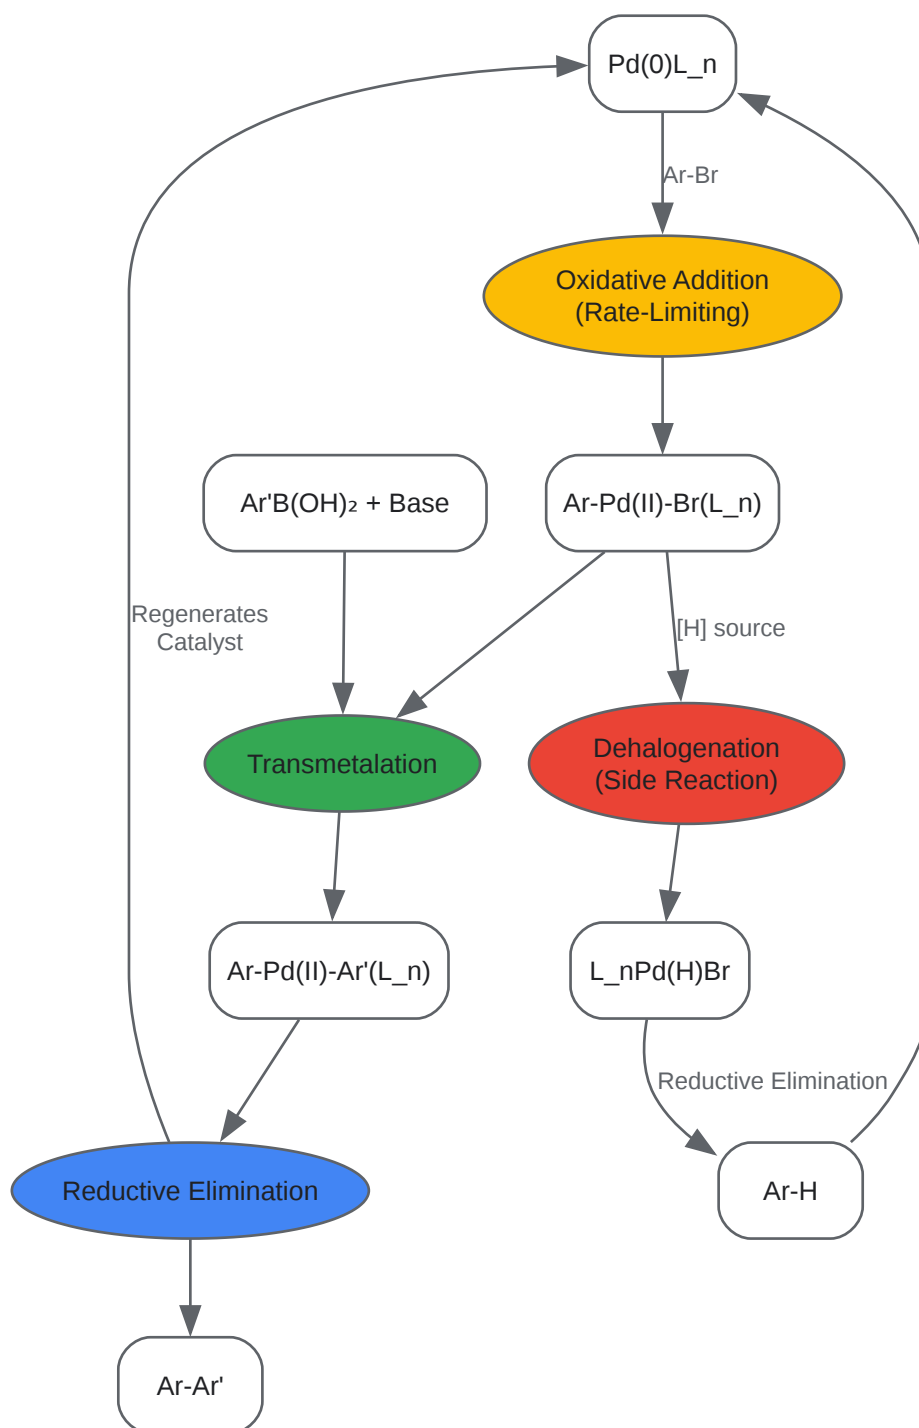 Pd(0)L_n
Ar-Br
Oxidative Addition
(Rate-Limiting)
Ar'B(OH)₂ + Base
Ar-Pd(II)-Br(L_n)
Regenerates
Catalyst
[H] source
Transmetalation
Dehalogenation
(Side Reaction)
Ar-Pd(II)-Ar'(L_n)
L_nPd(H)Br
Reductive Elimination
Reductive Elimination
Ar-H
Ar-Ar'